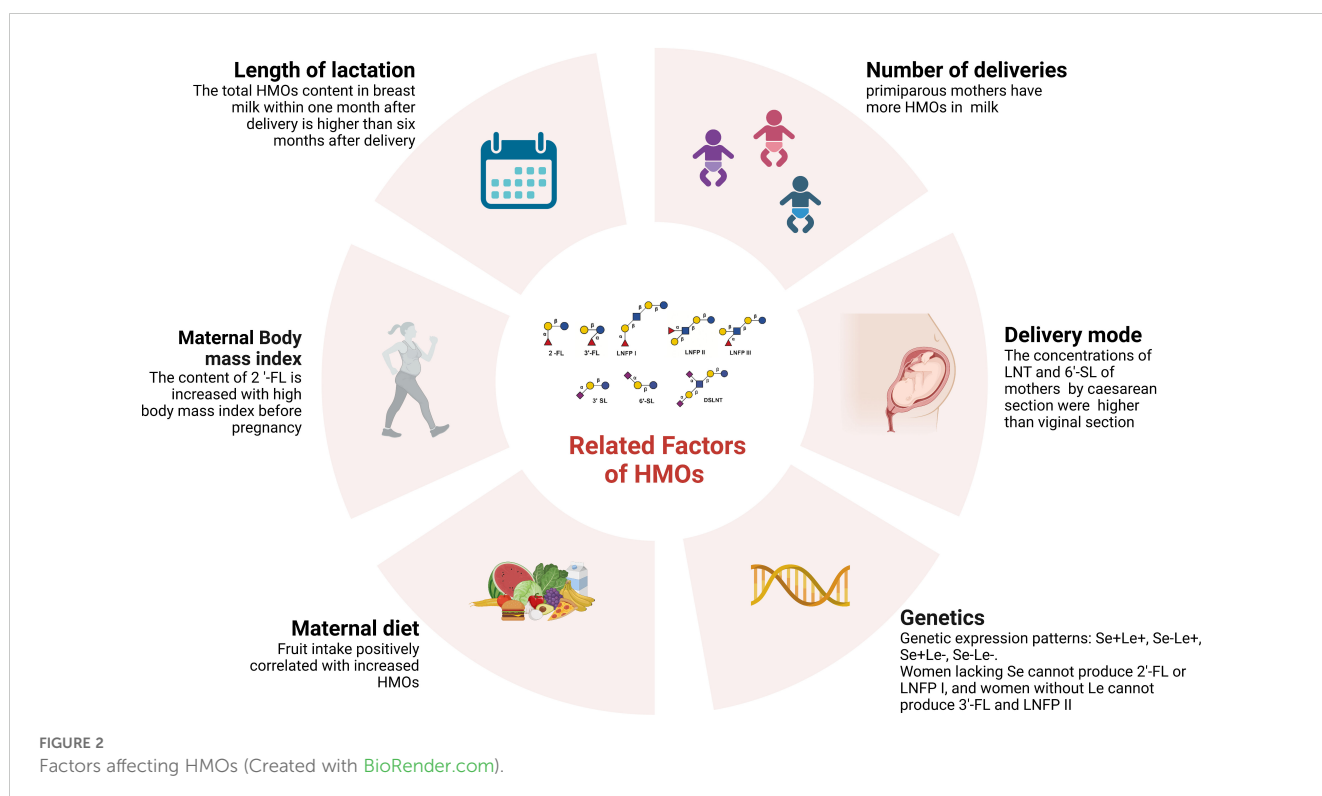 Length of lactation
The total HMOs content in breast
milk within one month after
delivery is higher than six
months after delivery
Number of deliveries
primiparous mothers have
more HMOs in milk
Maternal Body
mass index
The content of 2 '-FL is
increased with high
body mass index before
pregnancy
β
α
2 -FL
β
α
3'-FL
β
β
α
LNFP I
β
α
β
LNFP II
β
α
β
LNFP III
β
α
3' SL
α
β
6'-SL
β
α
β
α
DSLNT
Related Factors
of HMOs
Delivery mode
The concentrations of
LNT and 6'-SL of
mothers by caesarean
section were higher
than viginal section
Maternal diet
Fruit intake positively
correlated with increased
HMOs
Genetics
Genetic expression patterns: Se+Le+, Se-Le+,
Se+Le-, Se-Le-.
Women lacking Se cannot produce 2'-FL or
LNFP I, and women without Le cannot
produce 3'-FL and LNFP II
FIGURE 2
Factors affecting HMOs (Created with BioRender.com).